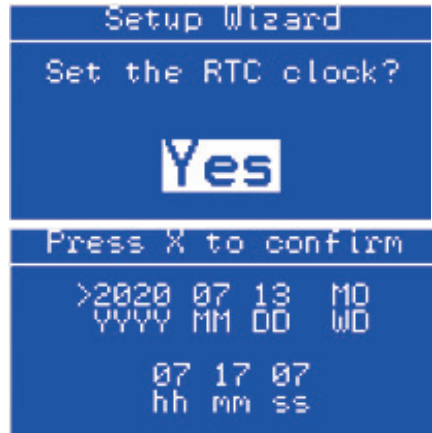 Setup Wizard
Set the RTC clock?
Yes
Press X to confirm
>2020 07 13 MO
YYYY MM DD WD
07 17 07
hh mm ss